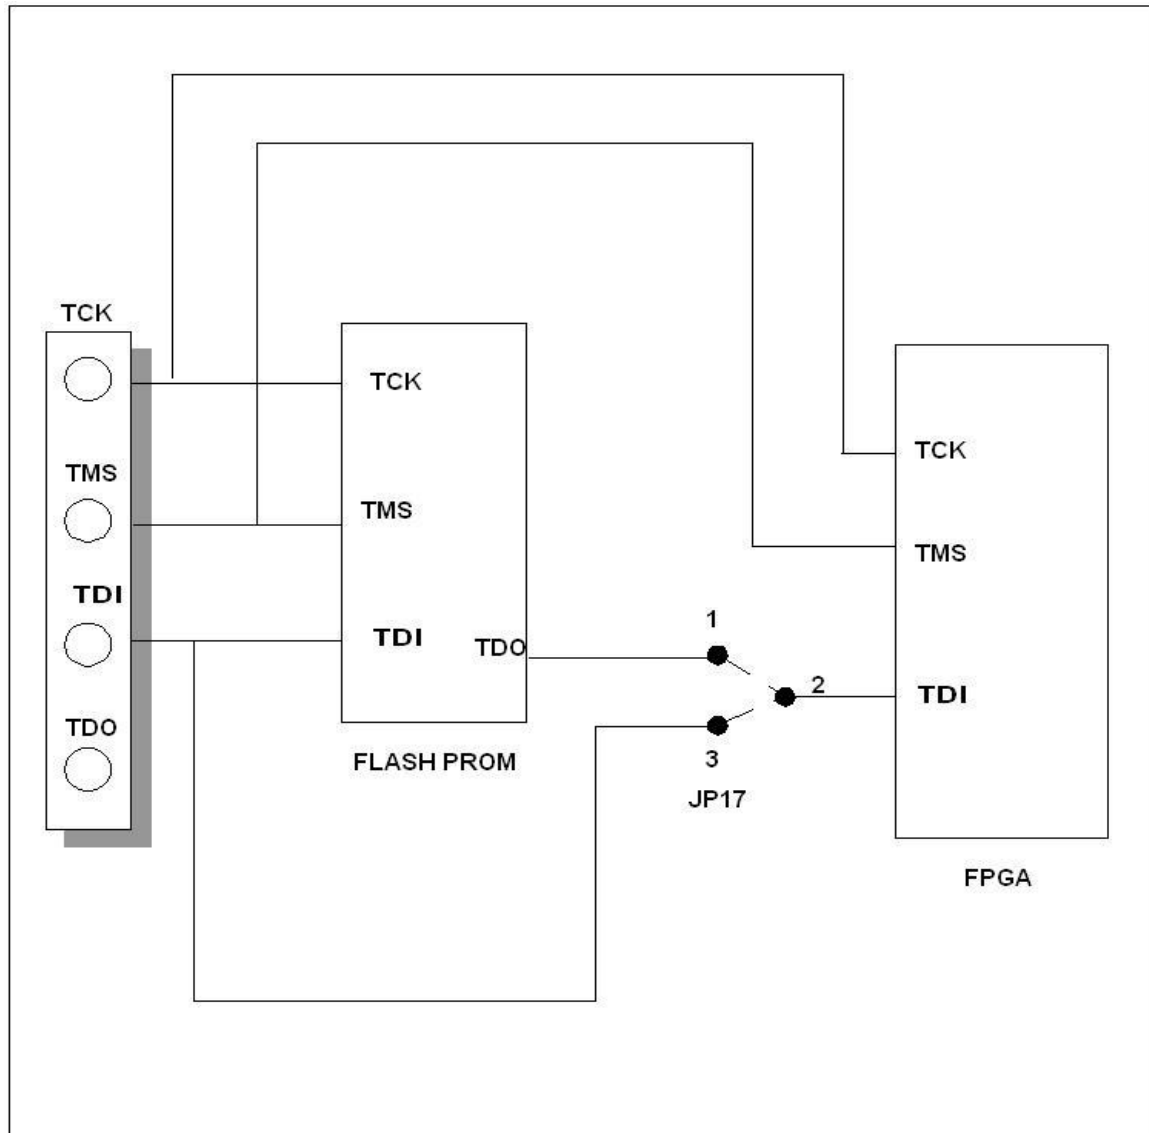 TCK
TMS
TDI
TDO
TCK
TMS
TDI
TDO
FLASH PROM
1
2
3
JP17
TCK
TMS
TDI
FPGA